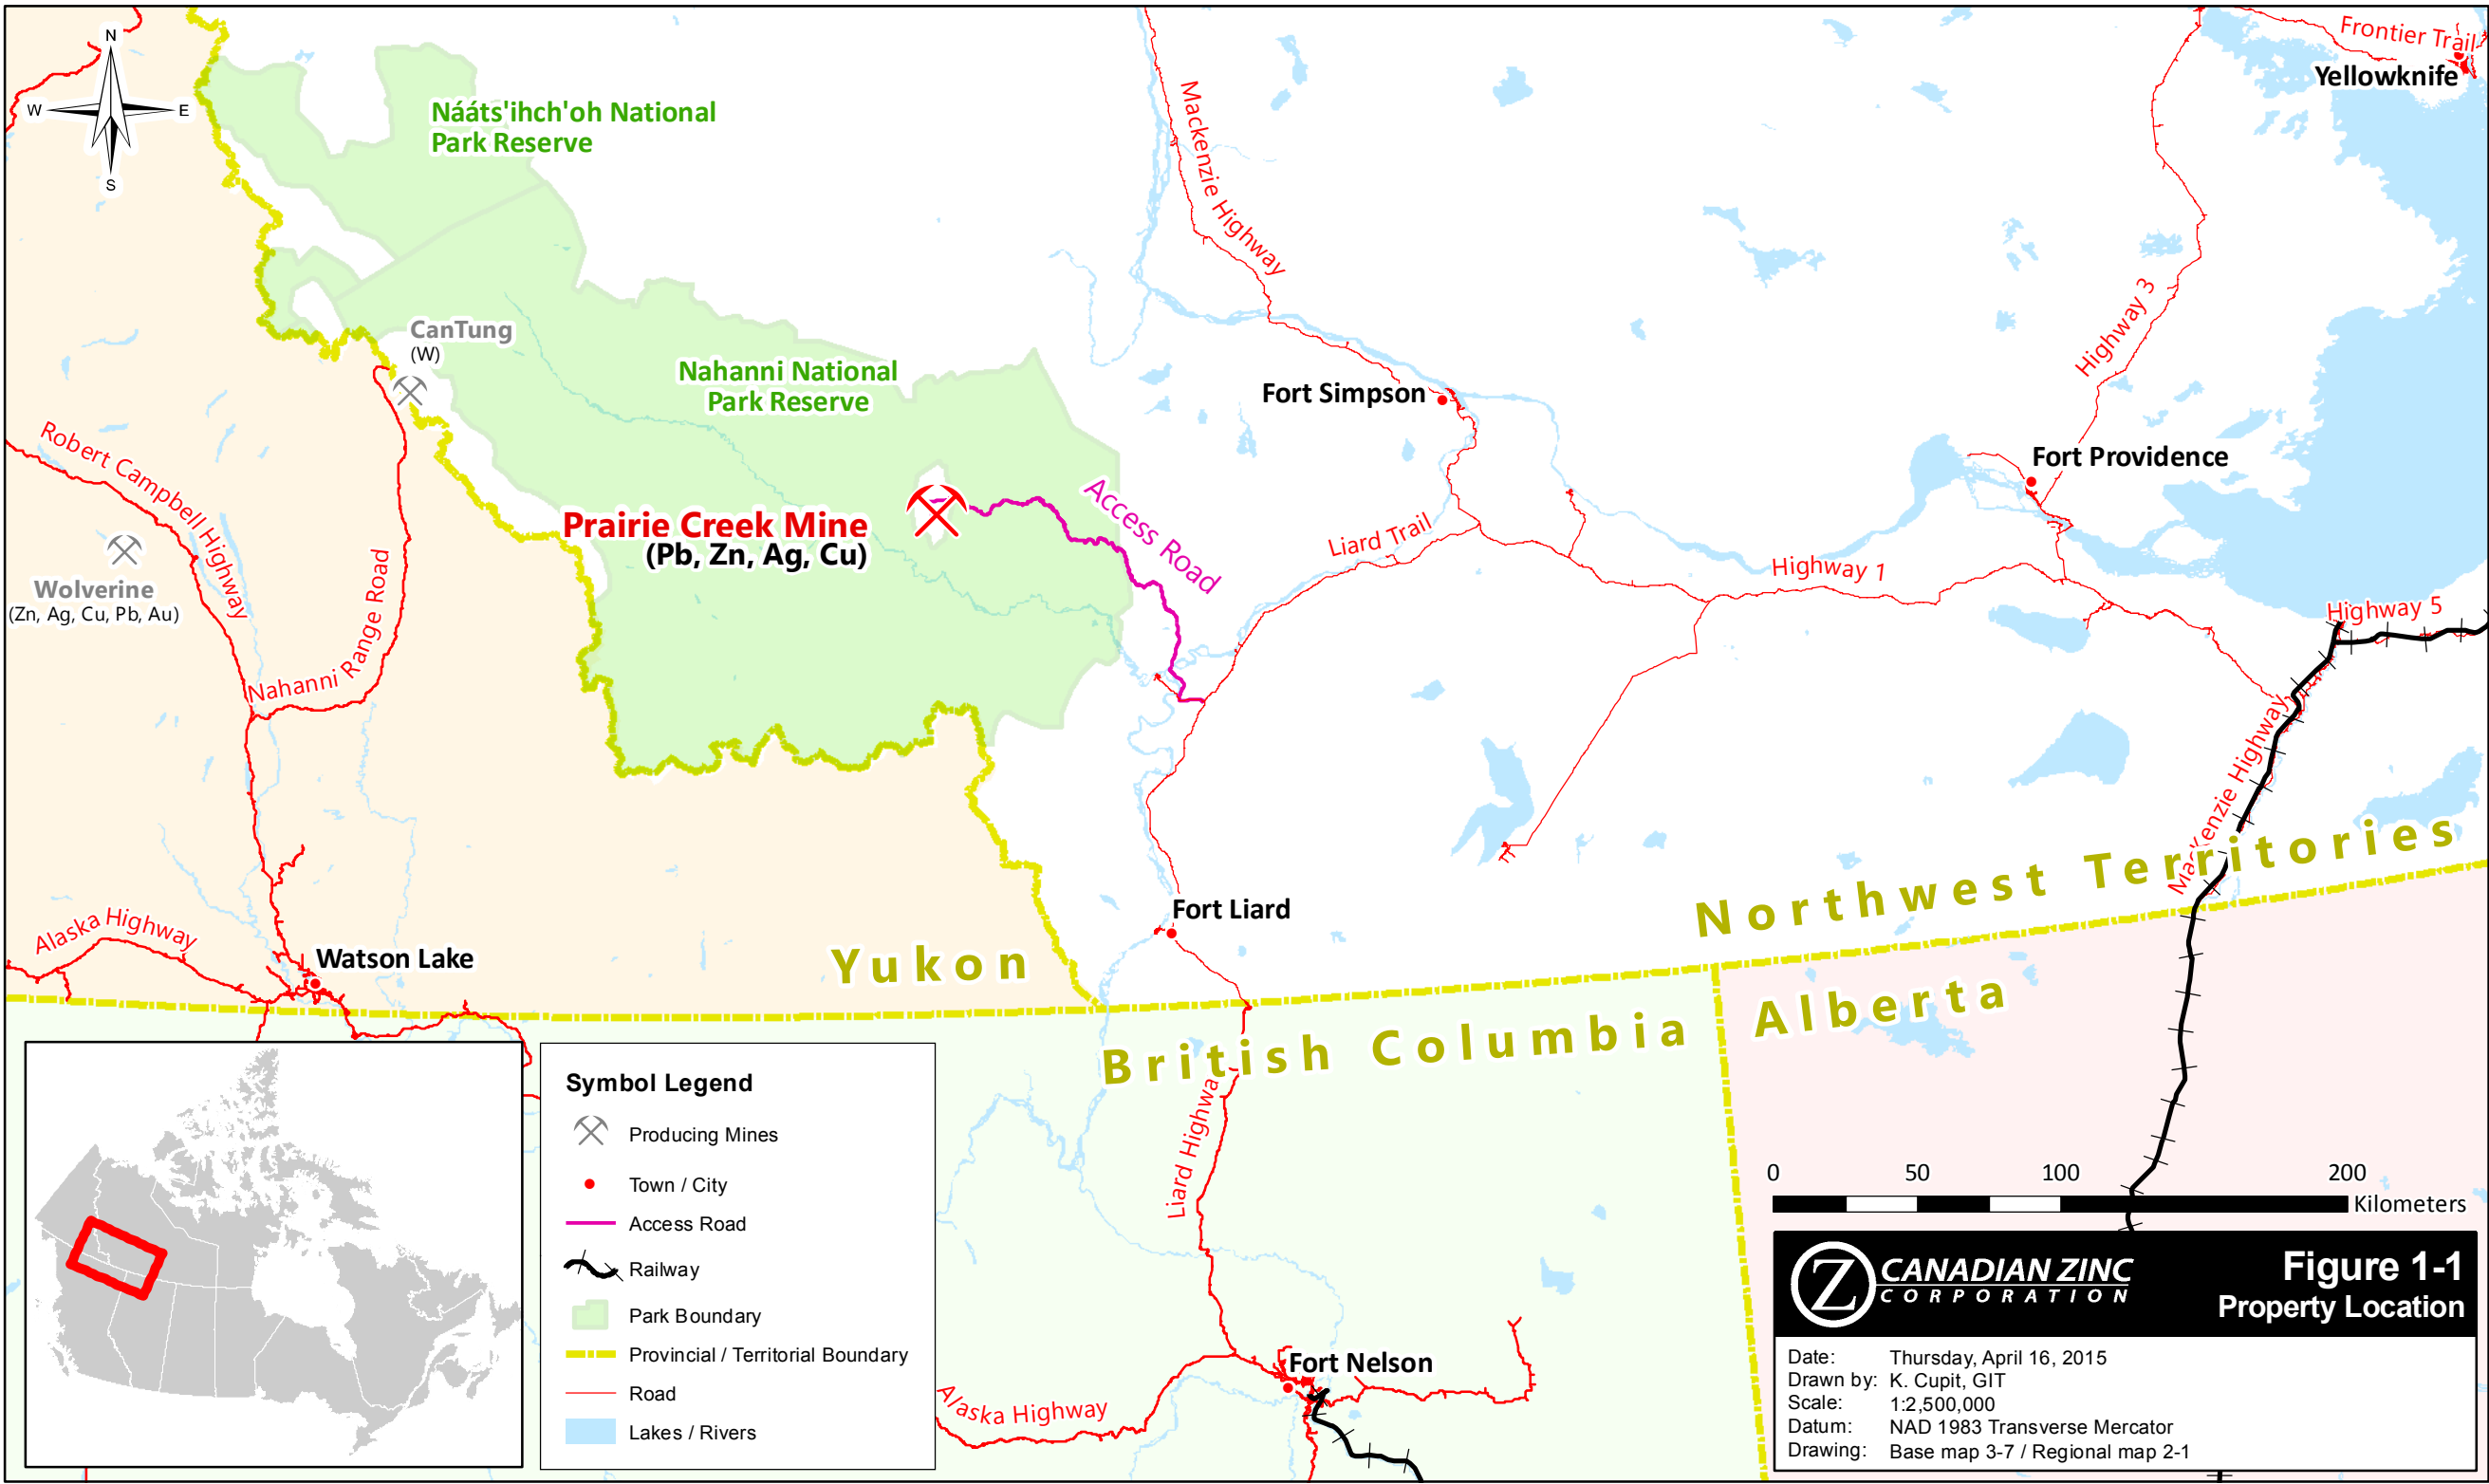 N
W
E
S
Frontier Trail
Yellowknife
Nááts'ihch'oh National
Park Reserve
Mackenzie Highway
Highway 3
CanTung
(W)
Nahanni National
Park Reserve
Fort Simpson
Fort Providence
Robert Campbell Highway
Prairie Creek Mine
(Pb, Zn, Ag, Cu)
Access Road
Liard Trail
Highway 1
Wolverine
(Zn, Ag, Cu, Pb, Au)
Nahanni Range Road
Highway 5
MacKenzie Highway
Northwest Territories
Fort Liard
Alaska Highway
Watson Lake
Yukon
British Columbia
Alberta
Liard Highwa
Fort Nelson
Alaska Highway
Symbol Legend
Producing Mines
Town / City
Access Road
Railway
Park Boundary
Provincial / Territorial Boundary
Road
Lakes / Rivers
0 50 100 200
Kilometers
Z CANADIAN ZINC
CORPORATION
Figure 1-1
Property Location
Date: Thursday, April 16, 2015
Drawn by: K. Cupit, GIT
Scale: 1:2,500,000
Datum: NAD 1983 Transverse Mercator
Drawing: Base map 3-7 / Regional map 2-1